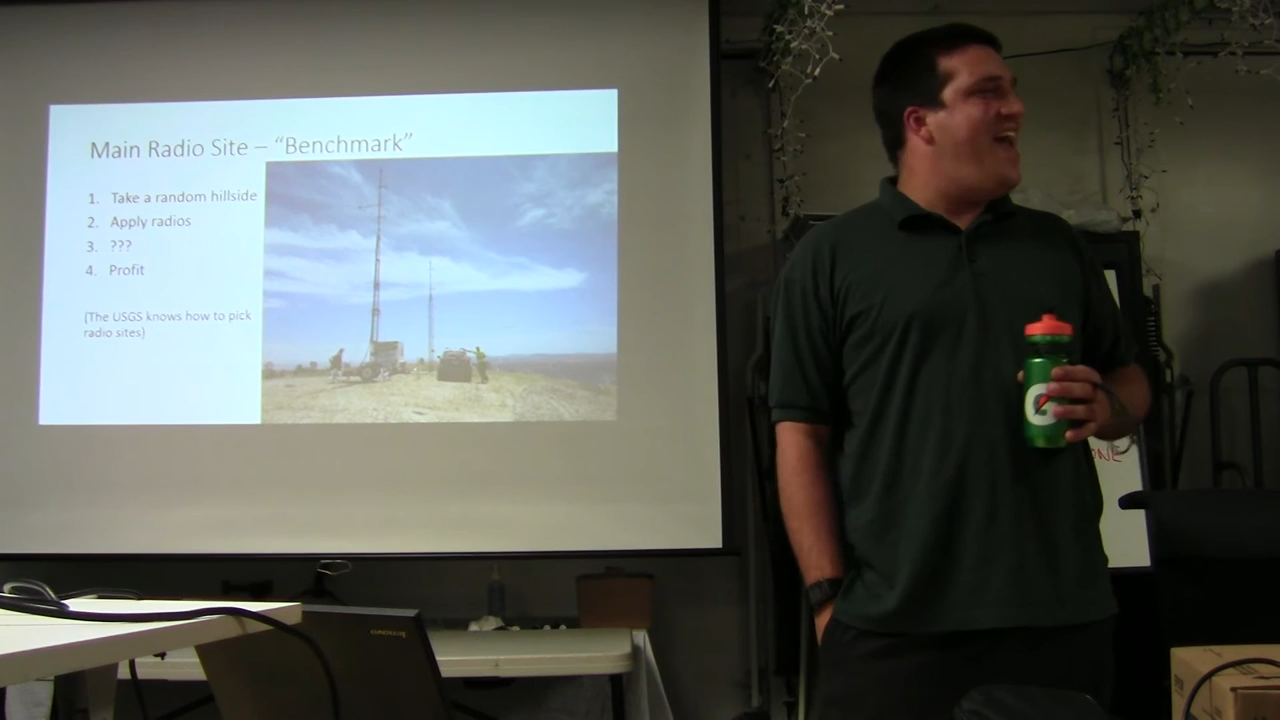 Main Radio Site – “Benchmark”
1. Take a random hillside
2. Apply radios
3. ???
4. Profit
(The USGS knows how to pick
radio sites)
G